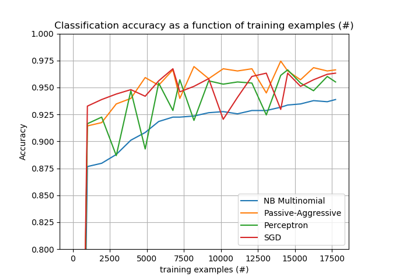 Classification accuracy as a function of training examples (#)
1.000
0.975
0.950
0.925
0.900
0.875
0.850
0.825
0.800
Accuracy
NB Multinomial
Passive-Aggressive
Perceptron
SGD
0 2500 5000 7500 10000 12500 15000 17500
training examples (#)